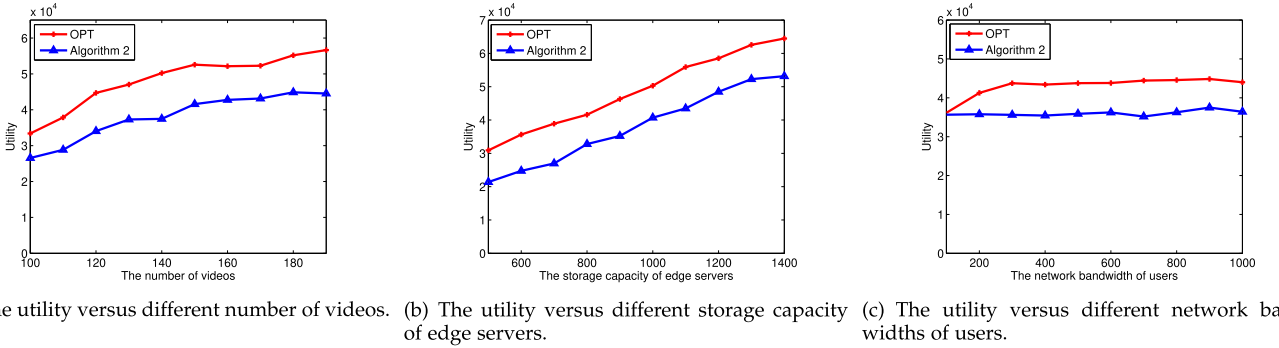 x 10^4
6
5
4
3
2
1
0
Utility
OPT
Algorithm 2
100 120 140 160 180
The number of videos
x 10^4
7
6
5
4
3
2
1
0
Utility
OPT
Algorithm 2
600 800 1000 1200 1400
The storage capacity of edge servers
x 10^4
6
5
4
3
2
1
0
Utility
OPT
Algorithm 2
200 400 600 800 1000
The network bandwidth of users
utility versus different number of videos.
(b) The utility versus different storage capacity
of edge servers.
(c) The utility versus different network ba
widths of users.